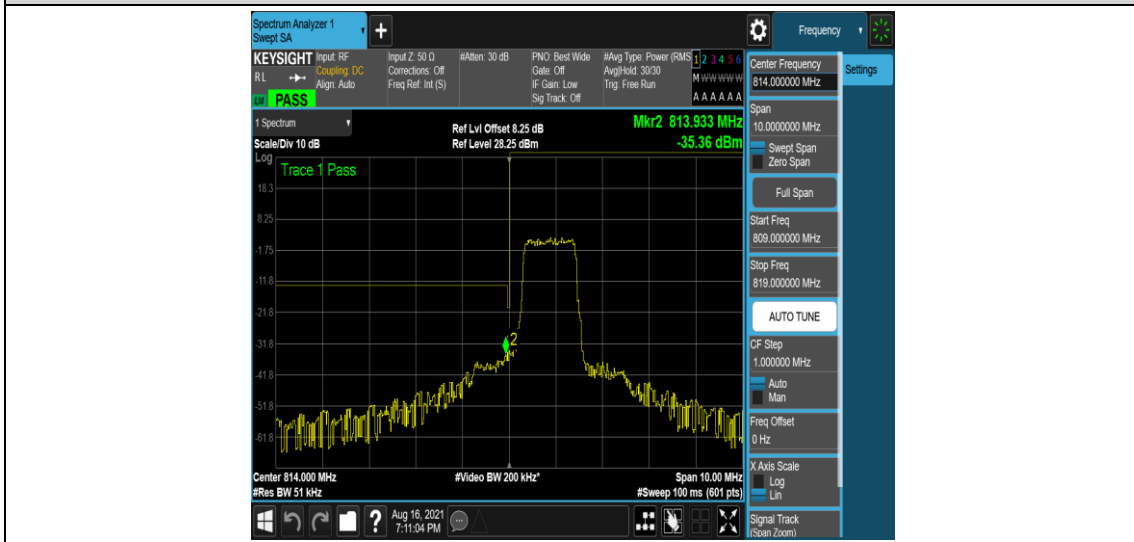 Spectrum Analyzer 1
Swept SA
+
Frequency
KEYSIGHT
RL
LXI PASS
Input: RF
Coupling: DC
Align: Auto
Input Z: 50 Ω
Corrections: Off
Freq Ref: Int (S)
#Atten: 30 dB
PNO: Best Wide
Gate: Off
IF Gain: Low
Sig Track: Off
#Avg Type: Power (RMS
Avg|Hold: 30/30
Trig: Free Run
1 2 3 4 5 6
M W W W W W
A A A A A A
1 Spectrum
Scale/Div 10 dB
Ref Lvl Offset 8.25 dB
Ref Level 28.25 dBm
Mkr2 813.933 MHz
-35.36 dBm
Log
Trace 1 Pass
18.3
8.25
-1.75
-11.8
-21.8
-31.8
-41.8
-51.8
-61.8
2
Center 814.000 MHz
#Res BW 51 kHz
#Video BW 200 kHz*
Span 10.00 MHz
#Sweep 100 ms (601 pts)
Center Frequency
814.000000 MHz
Settings
Span
10.0000000 MHz
Swept Span
Zero Span
Full Span
Start Freq
809.000000 MHz
Stop Freq
819.000000 MHz
AUTO TUNE
CF Step
1.000000 MHz
Auto
Man
Freq Offset
0 Hz
X Axis Scale
Log
Lin
Signal Track
(Span Zoom)
?
Aug 16, 2021
7:11:04 PM